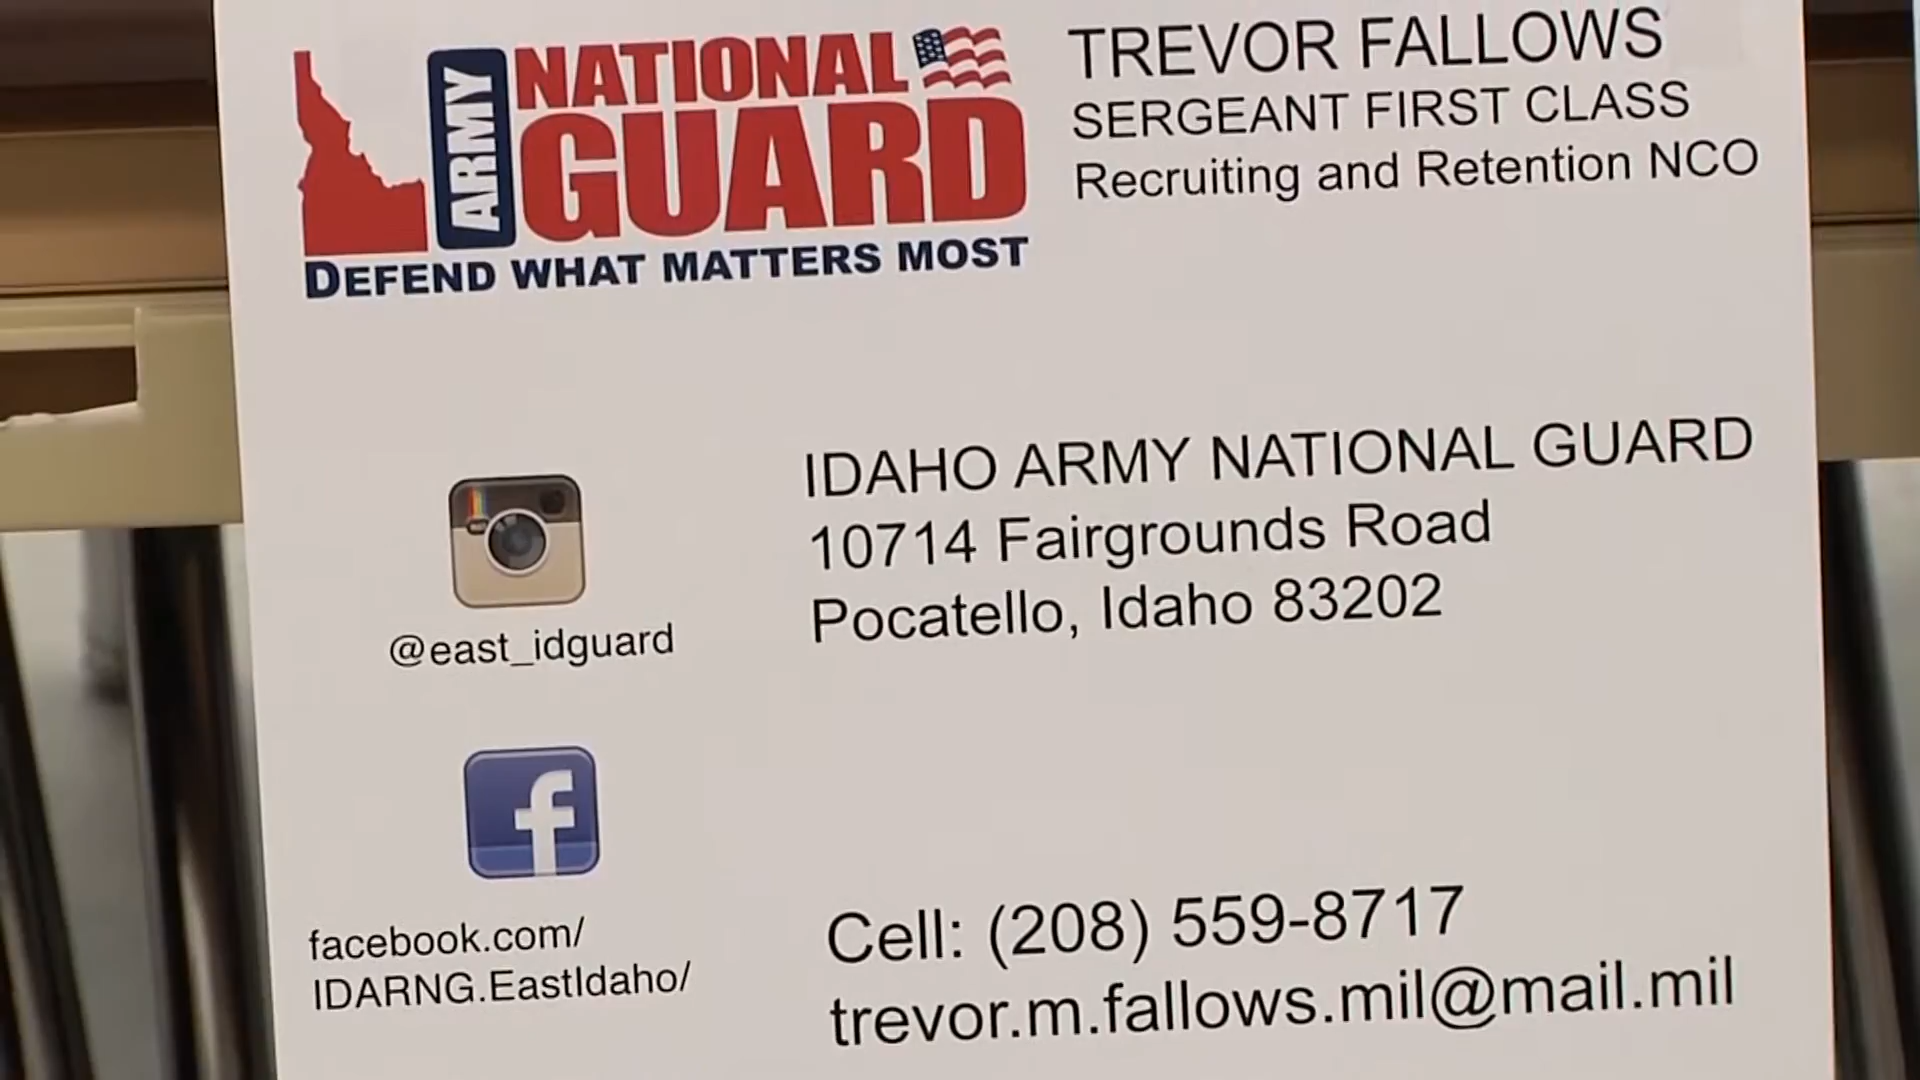 ARMY
NATIONAL
GUARD
DEFEND WHAT MATTERS MOST
TREVOR FALLOWS
SERGEANT FIRST CLASS
Recruiting and Retention NCO
IDAHO ARMY NATIONAL GUARD
10714 Fairgrounds Road
Pocatello, Idaho 83202
@east_idguard
f
facebook.com/
IDARNG.EastIdaho/
Cell: (208) 559-8717
trevor.m.fallows.mil@mail.mil